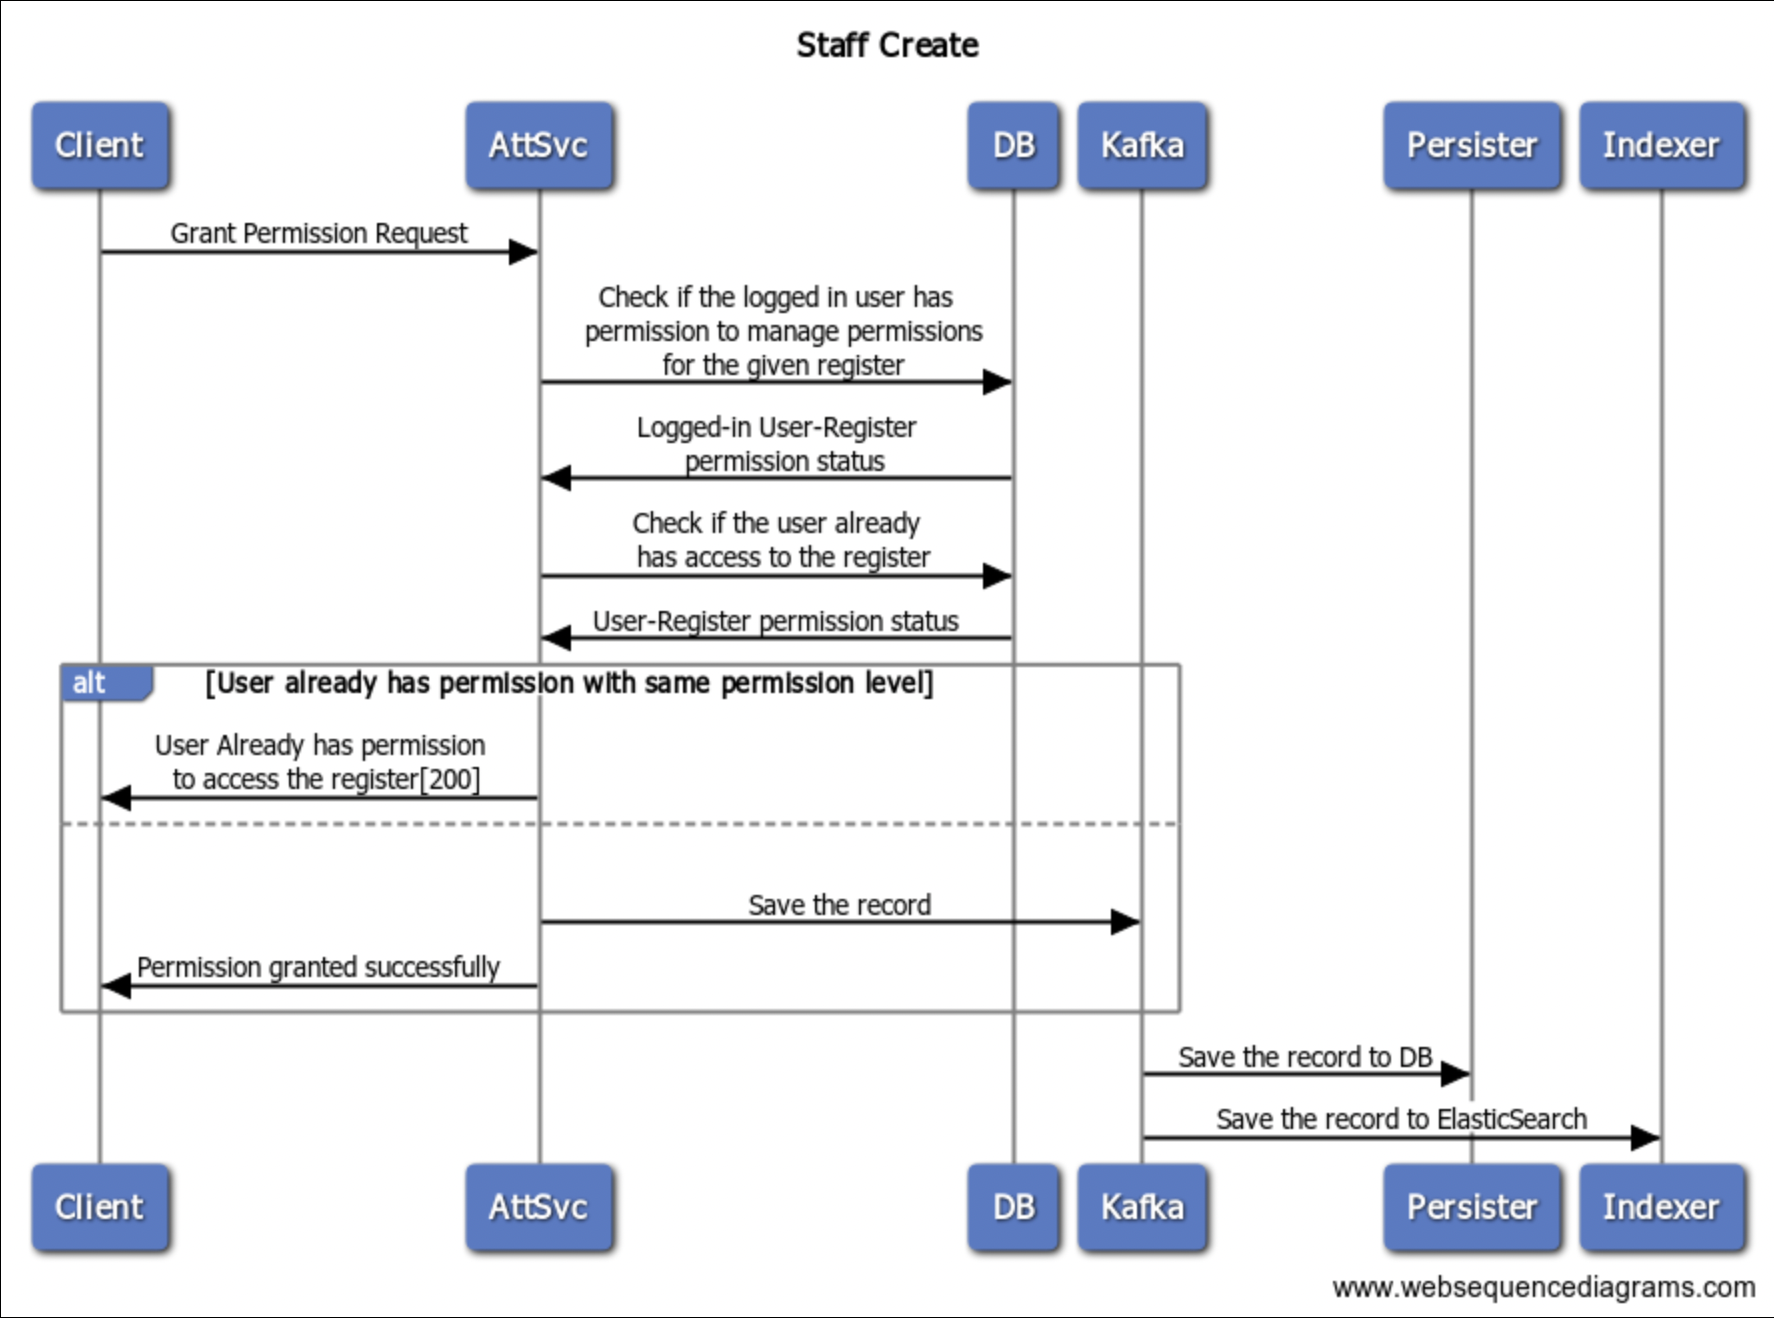 Staff Create
Client
AttSvc
DB
Kafka
Persister
Indexer
Grant Permission Request
Check if the logged in user has
permission to manage permissions
for the given register
Logged-in User-Register
permission status
Check if the user already
has access to the register
User-Register permission status
alt
[User already has permission with same permission level]
User Already has permission
to access the register[200]
Save the record
Permission granted successfully
Save the record to DB
Save the record to ElasticSearch
Client
AttSvc
DB
Kafka
Persister
Indexer
www.websequencediagrams.com